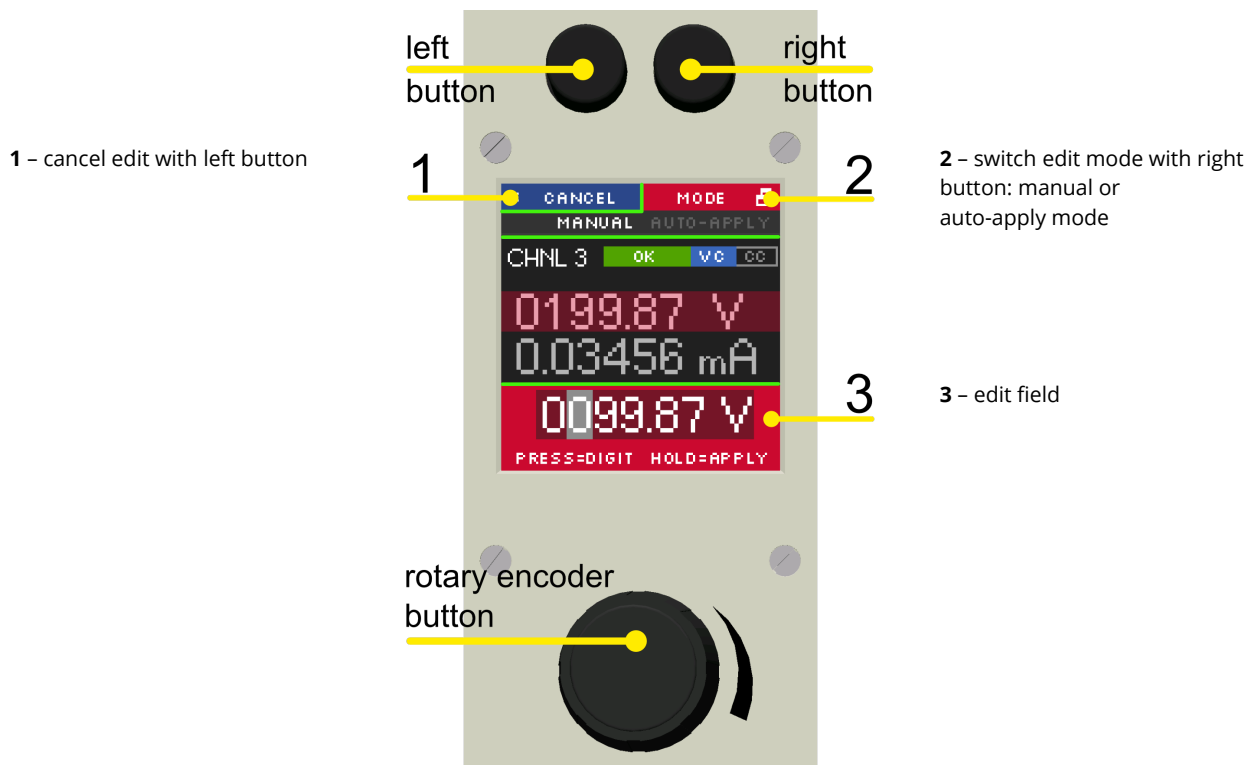 left
button
right
button
1 – cancel edit with left button
1
2
2 – switch edit mode with right
button: manual or
auto-apply mode
CANCEL
MODE
MANUAL AUTO-APPLY
CHNL 3 OK VC CC
0199.87 V
0.03456 mA
0099.87 V
3
3 – edit field
PRESS=DIGIT HOLD=APPLY
rotary encoder
button